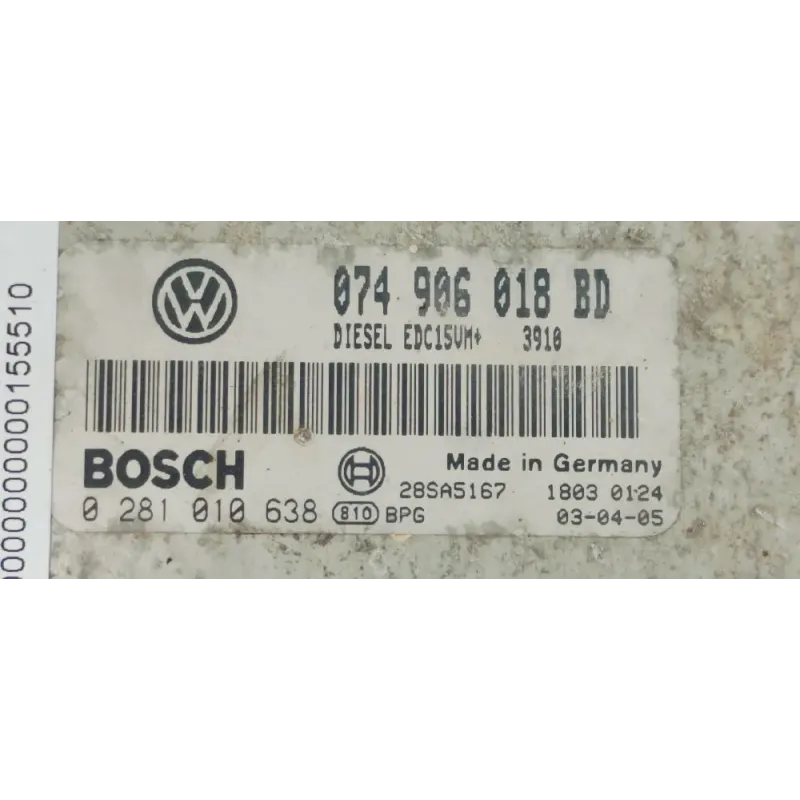 074 906 018 BD
DIESEL EDC15VM+ 3910
BOSCH
Made in Germany
28SA5167 1803 0124
0 281 010 638 810 BPG 03-04-05
0000000000155510